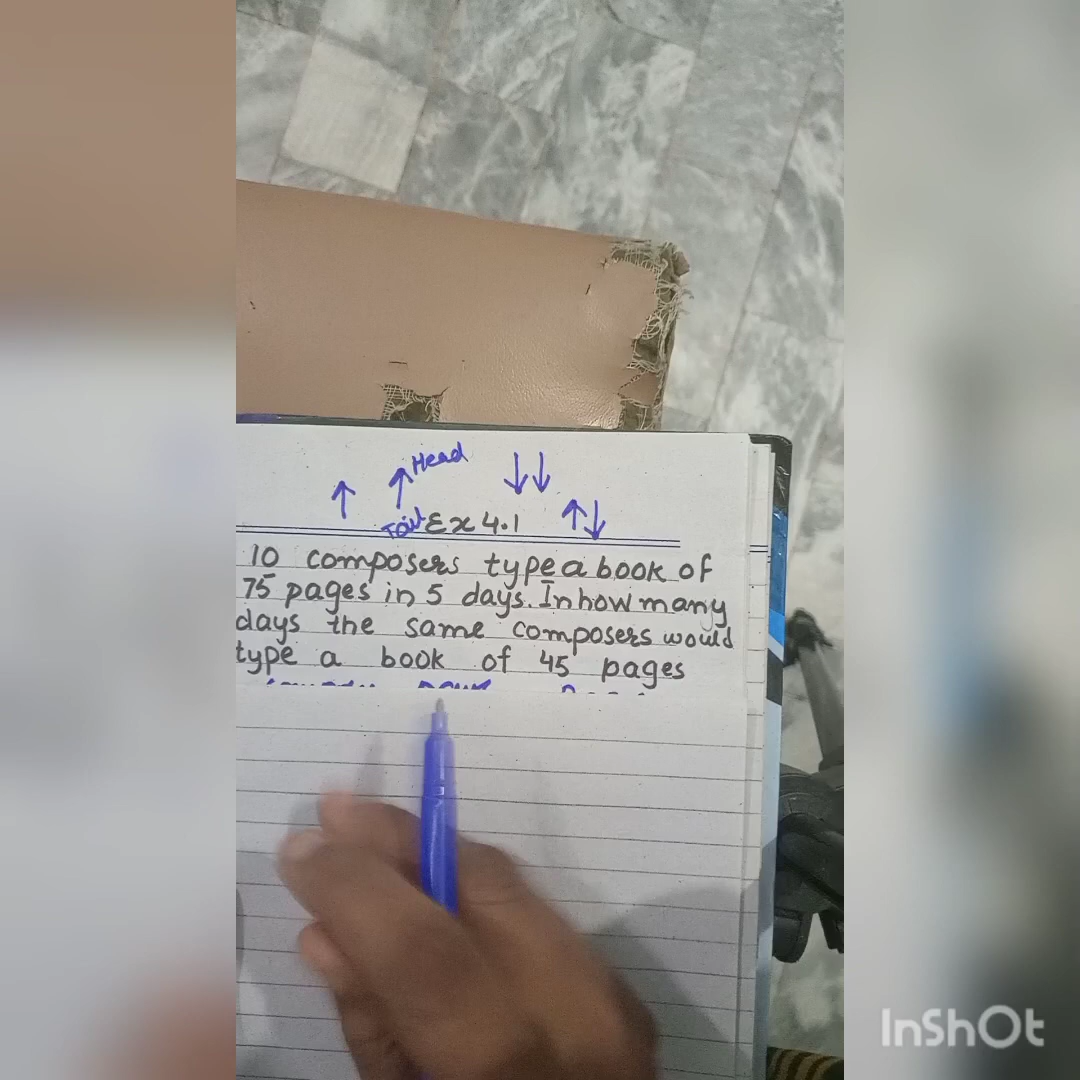 Head
Tail Ex 4.1
10 composers type a book of
75 pages in 5 days. In how many
days the same composers would
type a book of 45 pages
InShOt